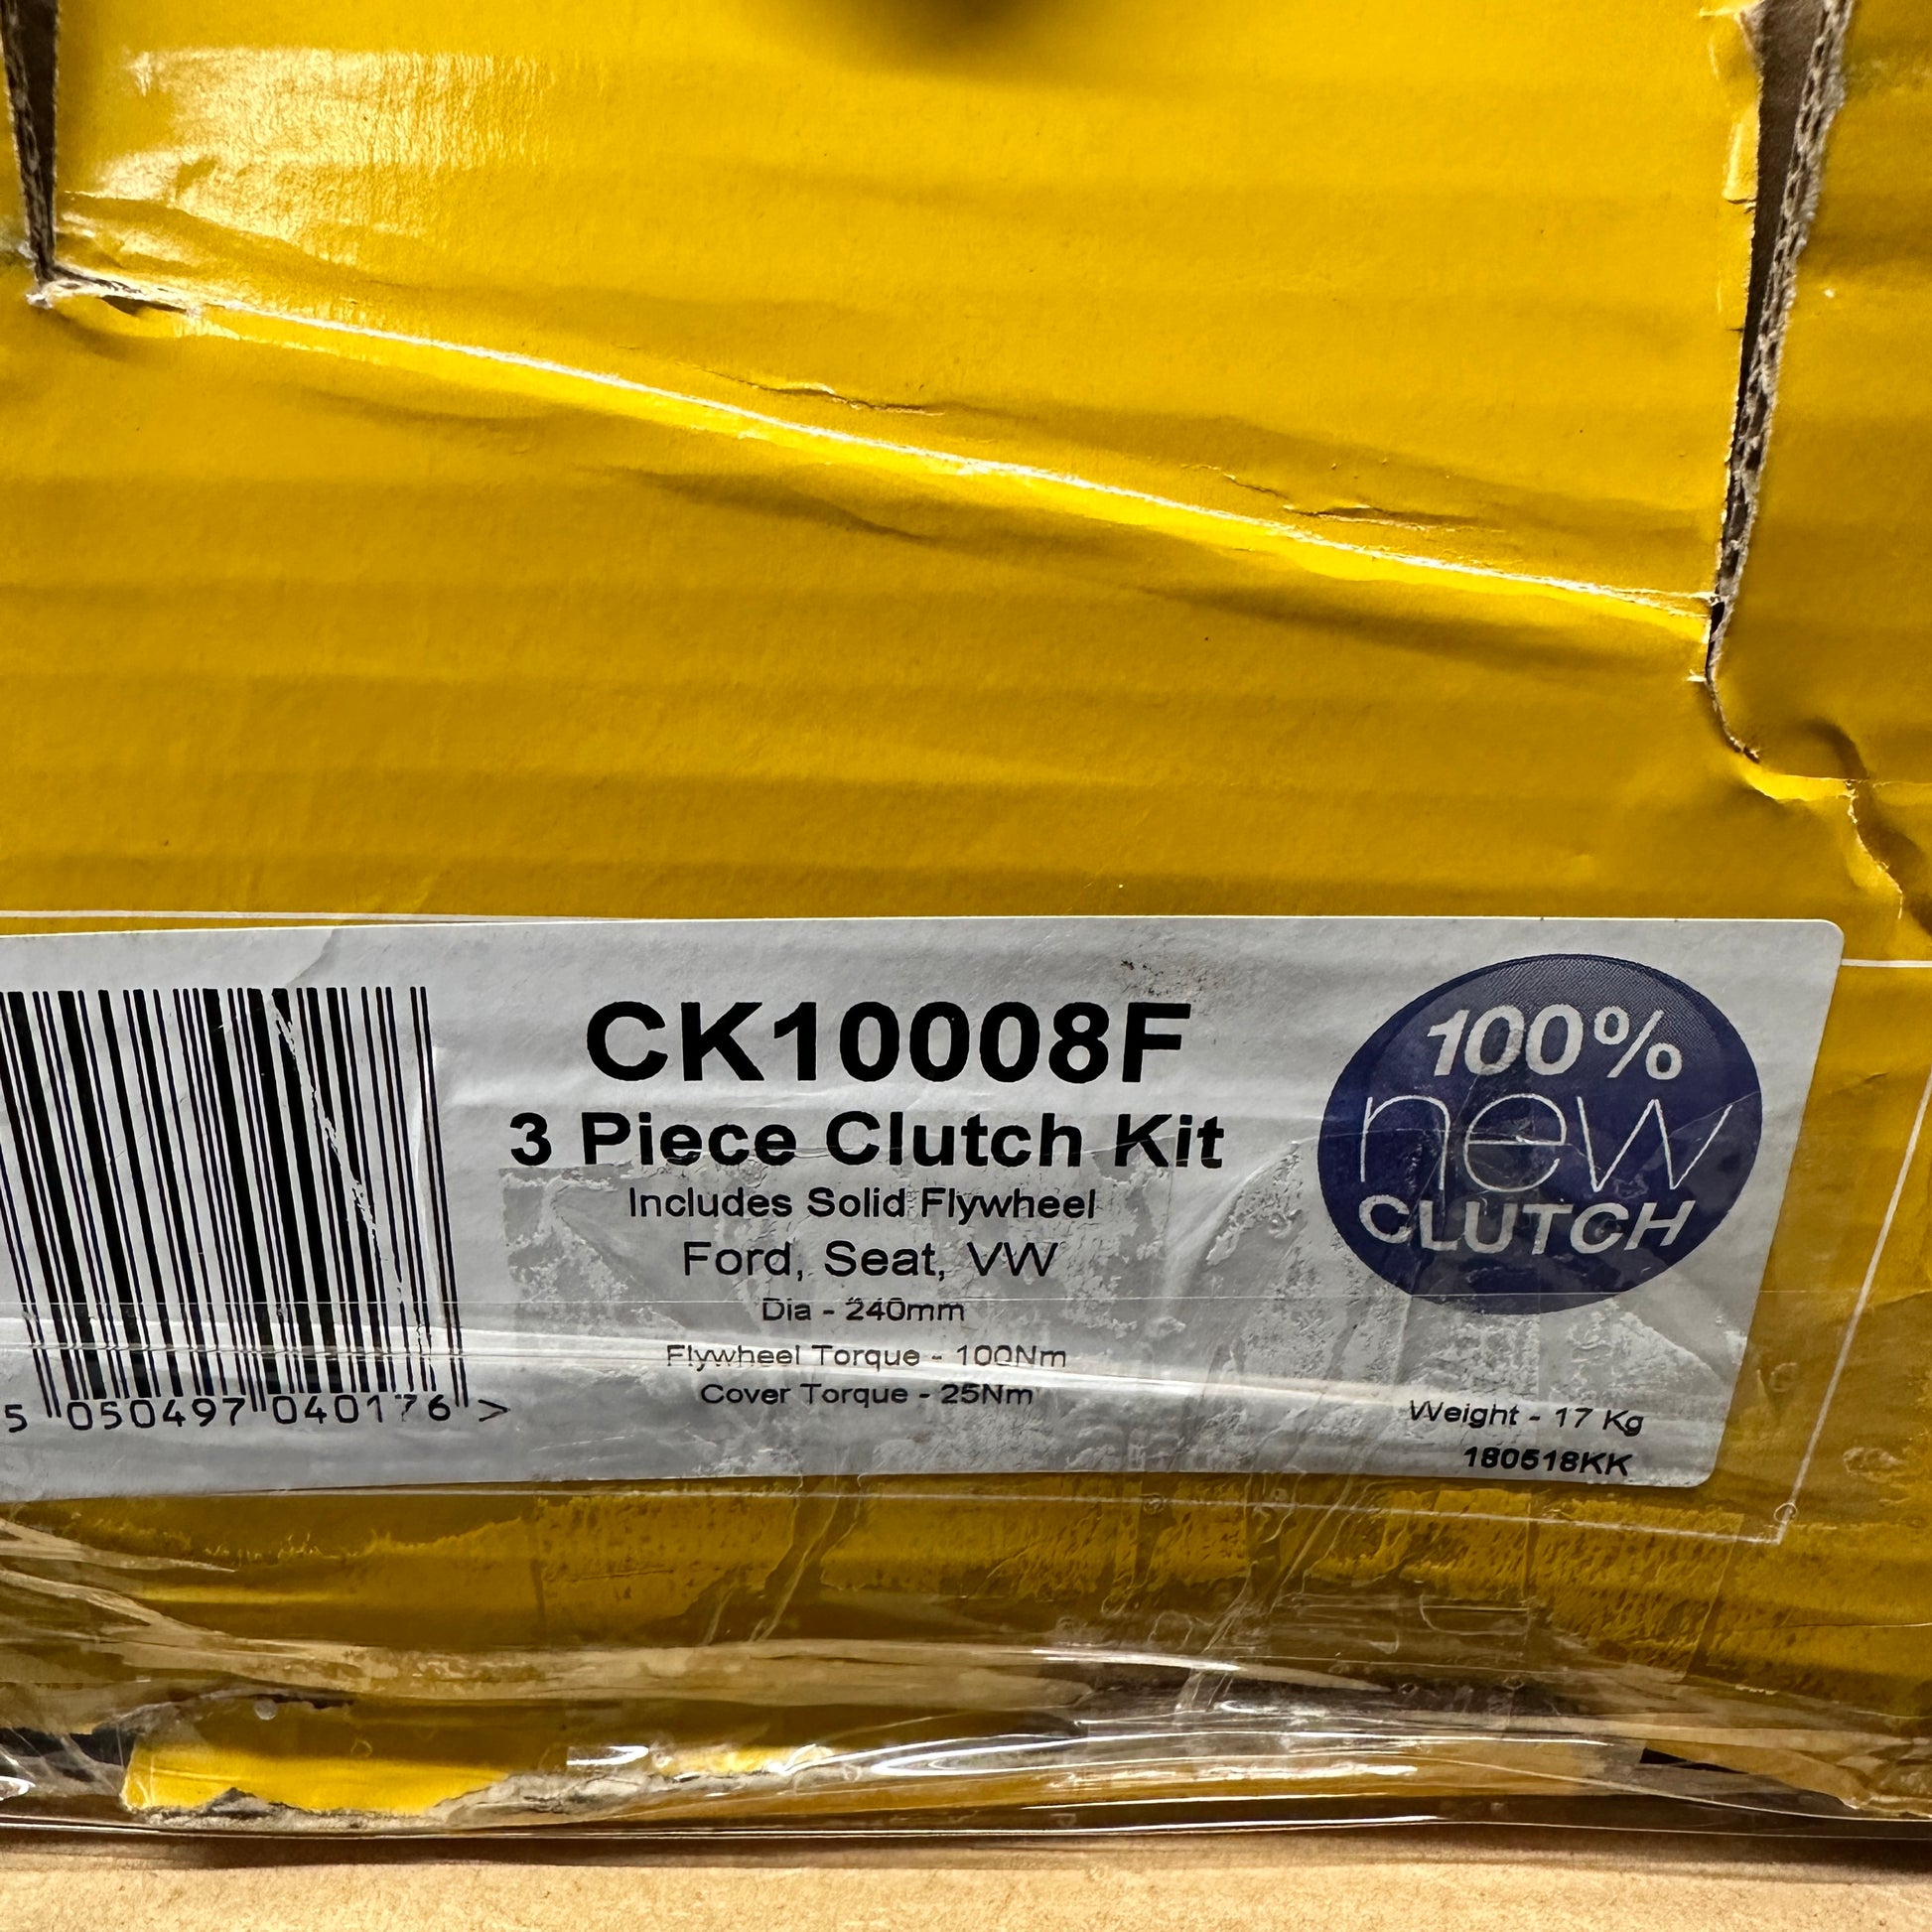 CK10008F
3 Piece Clutch Kit
Includes Solid Flywheel
Ford, Seat, VW
Dia - 240mm
Flywheel Torque - 100Nm
Cover Torque - 25Nm
5 050497 040176 >
100%
new
CLUTCH
Weight - 17 Kg
180518KK